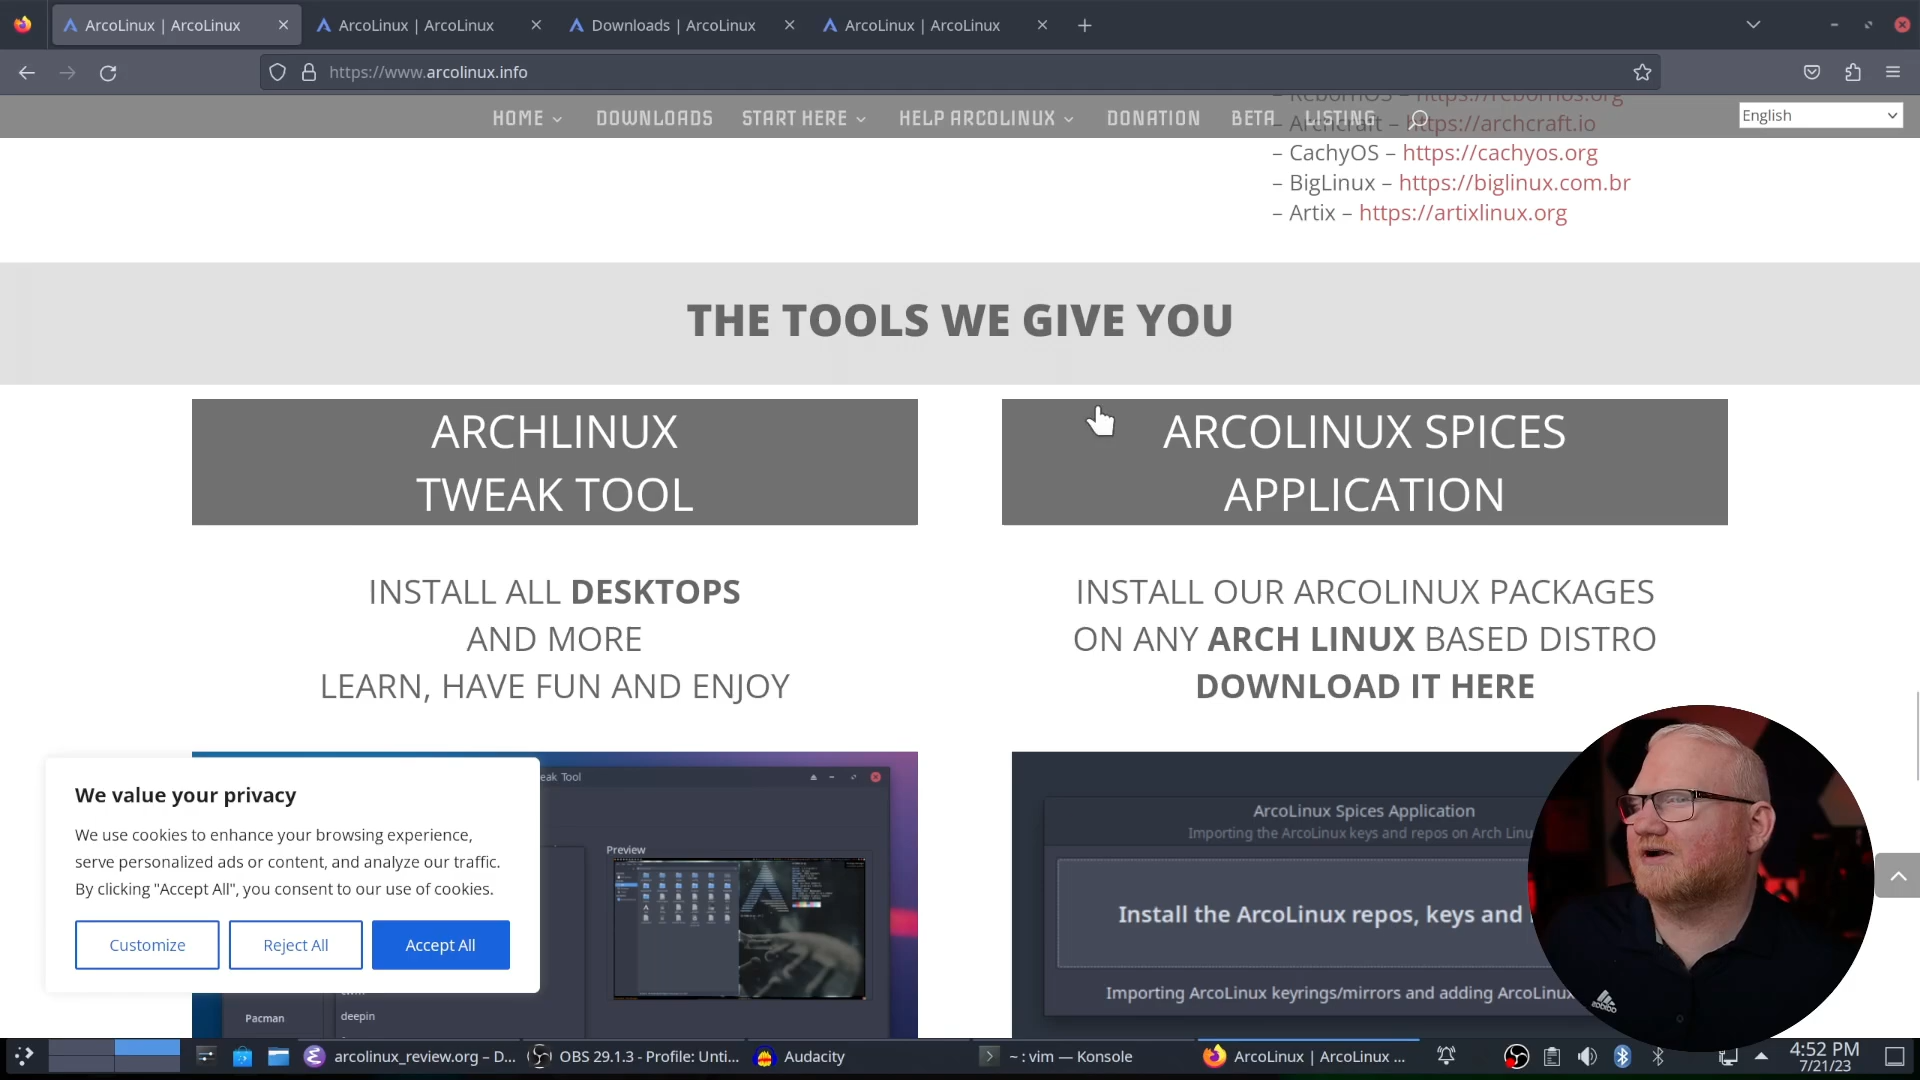 ArcoLinux | ArcoLinux
ArcoLinux | ArcoLinux
Downloads | ArcoLinux
ArcoLinux | ArcoLinux
https://www.arcolinux.info
– RebornOS – https://rebornos.org
HOME
DOWNLOADS
START HERE
HELP ARCOLINUX
DONATION
BETA
LISTING
English
– Archcraft – https://archcraft.io
– CachyOS – https://cachyos.org
– BigLinux – https://biglinux.com.br
– Artix – https://artixlinux.org
THE TOOLS WE GIVE YOU
ARCHLINUX
TWEAK TOOL
INSTALL ALL DESKTOPS
AND MORE
LEARN, HAVE FUN AND ENJOY
ARCOLINUX SPICES
APPLICATION
INSTALL OUR ARCOLINUX PACKAGES
ON ANY ARCH LINUX BASED DISTRO
DOWNLOAD IT HERE
eak Tool
Preview
Pacman
deepin
ArcoLinux Spices Application
Importing the ArcoLinux keys and repos on Arch Linu
Install the ArcoLinux repos, keys and
Importing ArcoLinux keyrings/mirrors and adding ArcoLinux
We value your privacy
We use cookies to enhance your browsing experience,
serve personalized ads or content, and analyze our traffic.
By clicking "Accept All", you consent to our use of cookies.
Customize
Reject All
Accept All
adidas
arcolinux_review.org – D...
OBS 29.1.3 - Profile: Unti...
Audacity
~ : vim — Konsole
ArcoLinux | ArcoLinux ...
4:52 PM
7/21/23